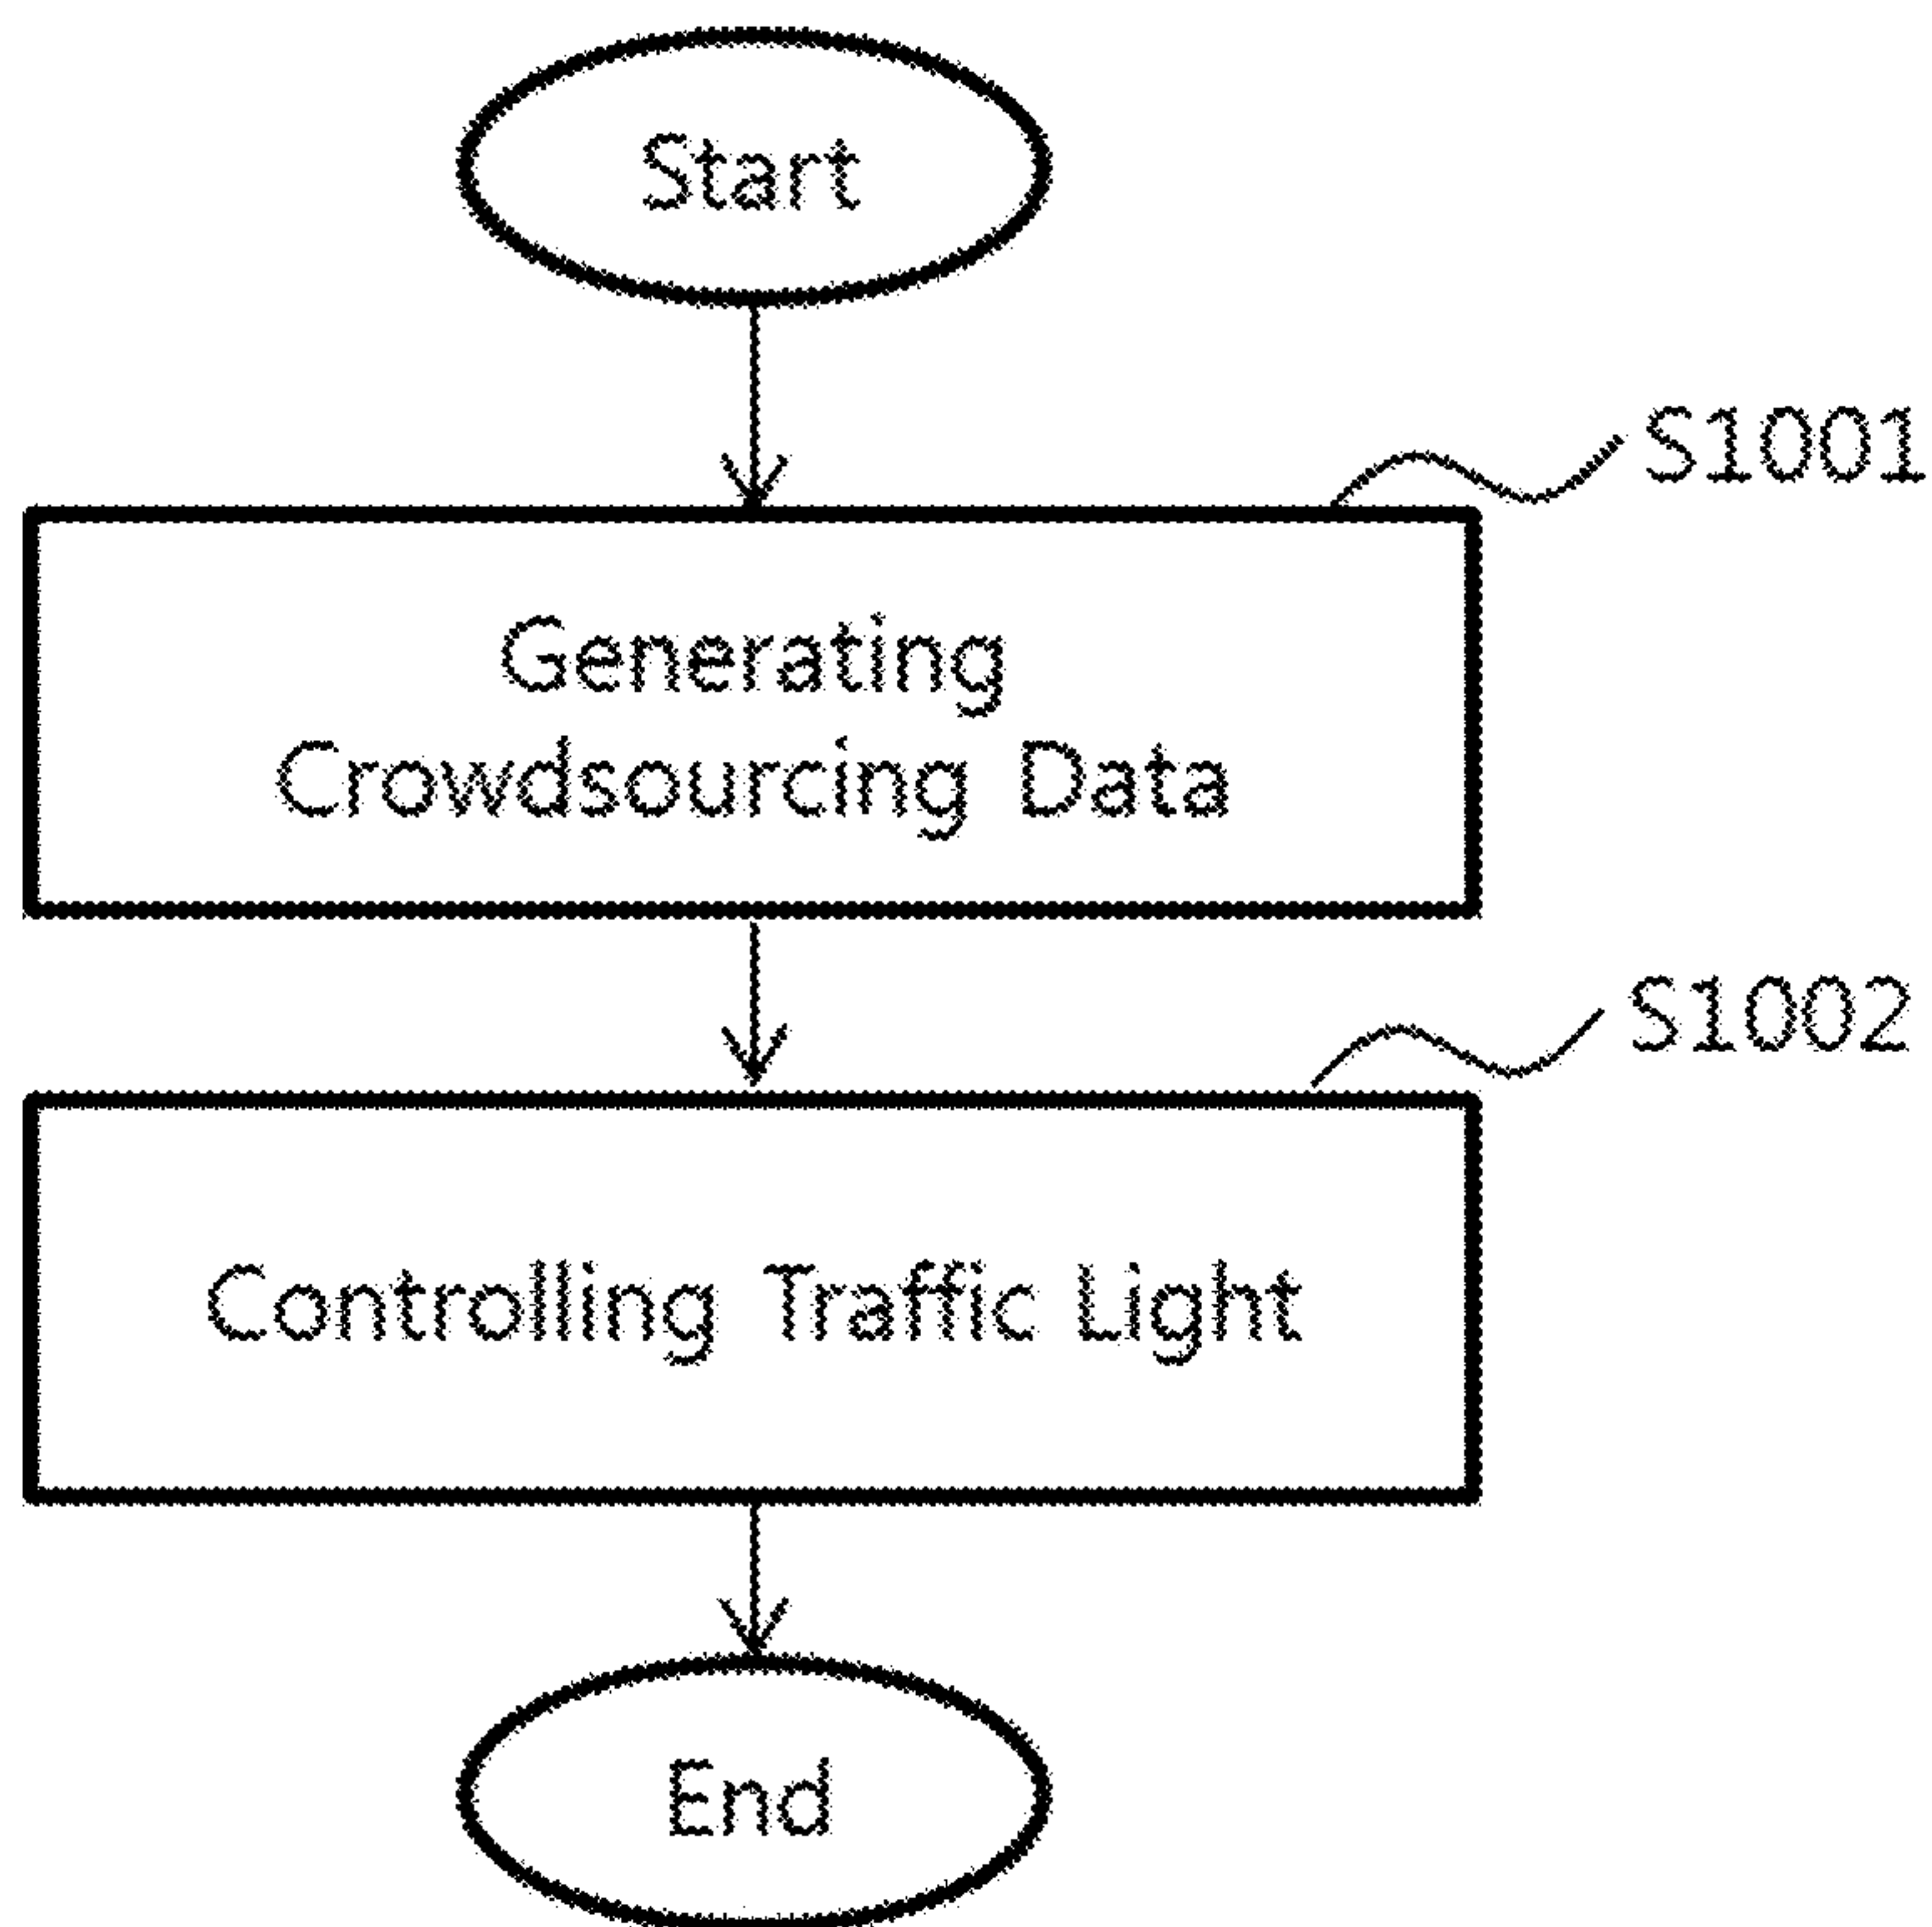 Start
S1001
Generating
Crowdsourcing Data
S1002
Controlling Traffic Light
End